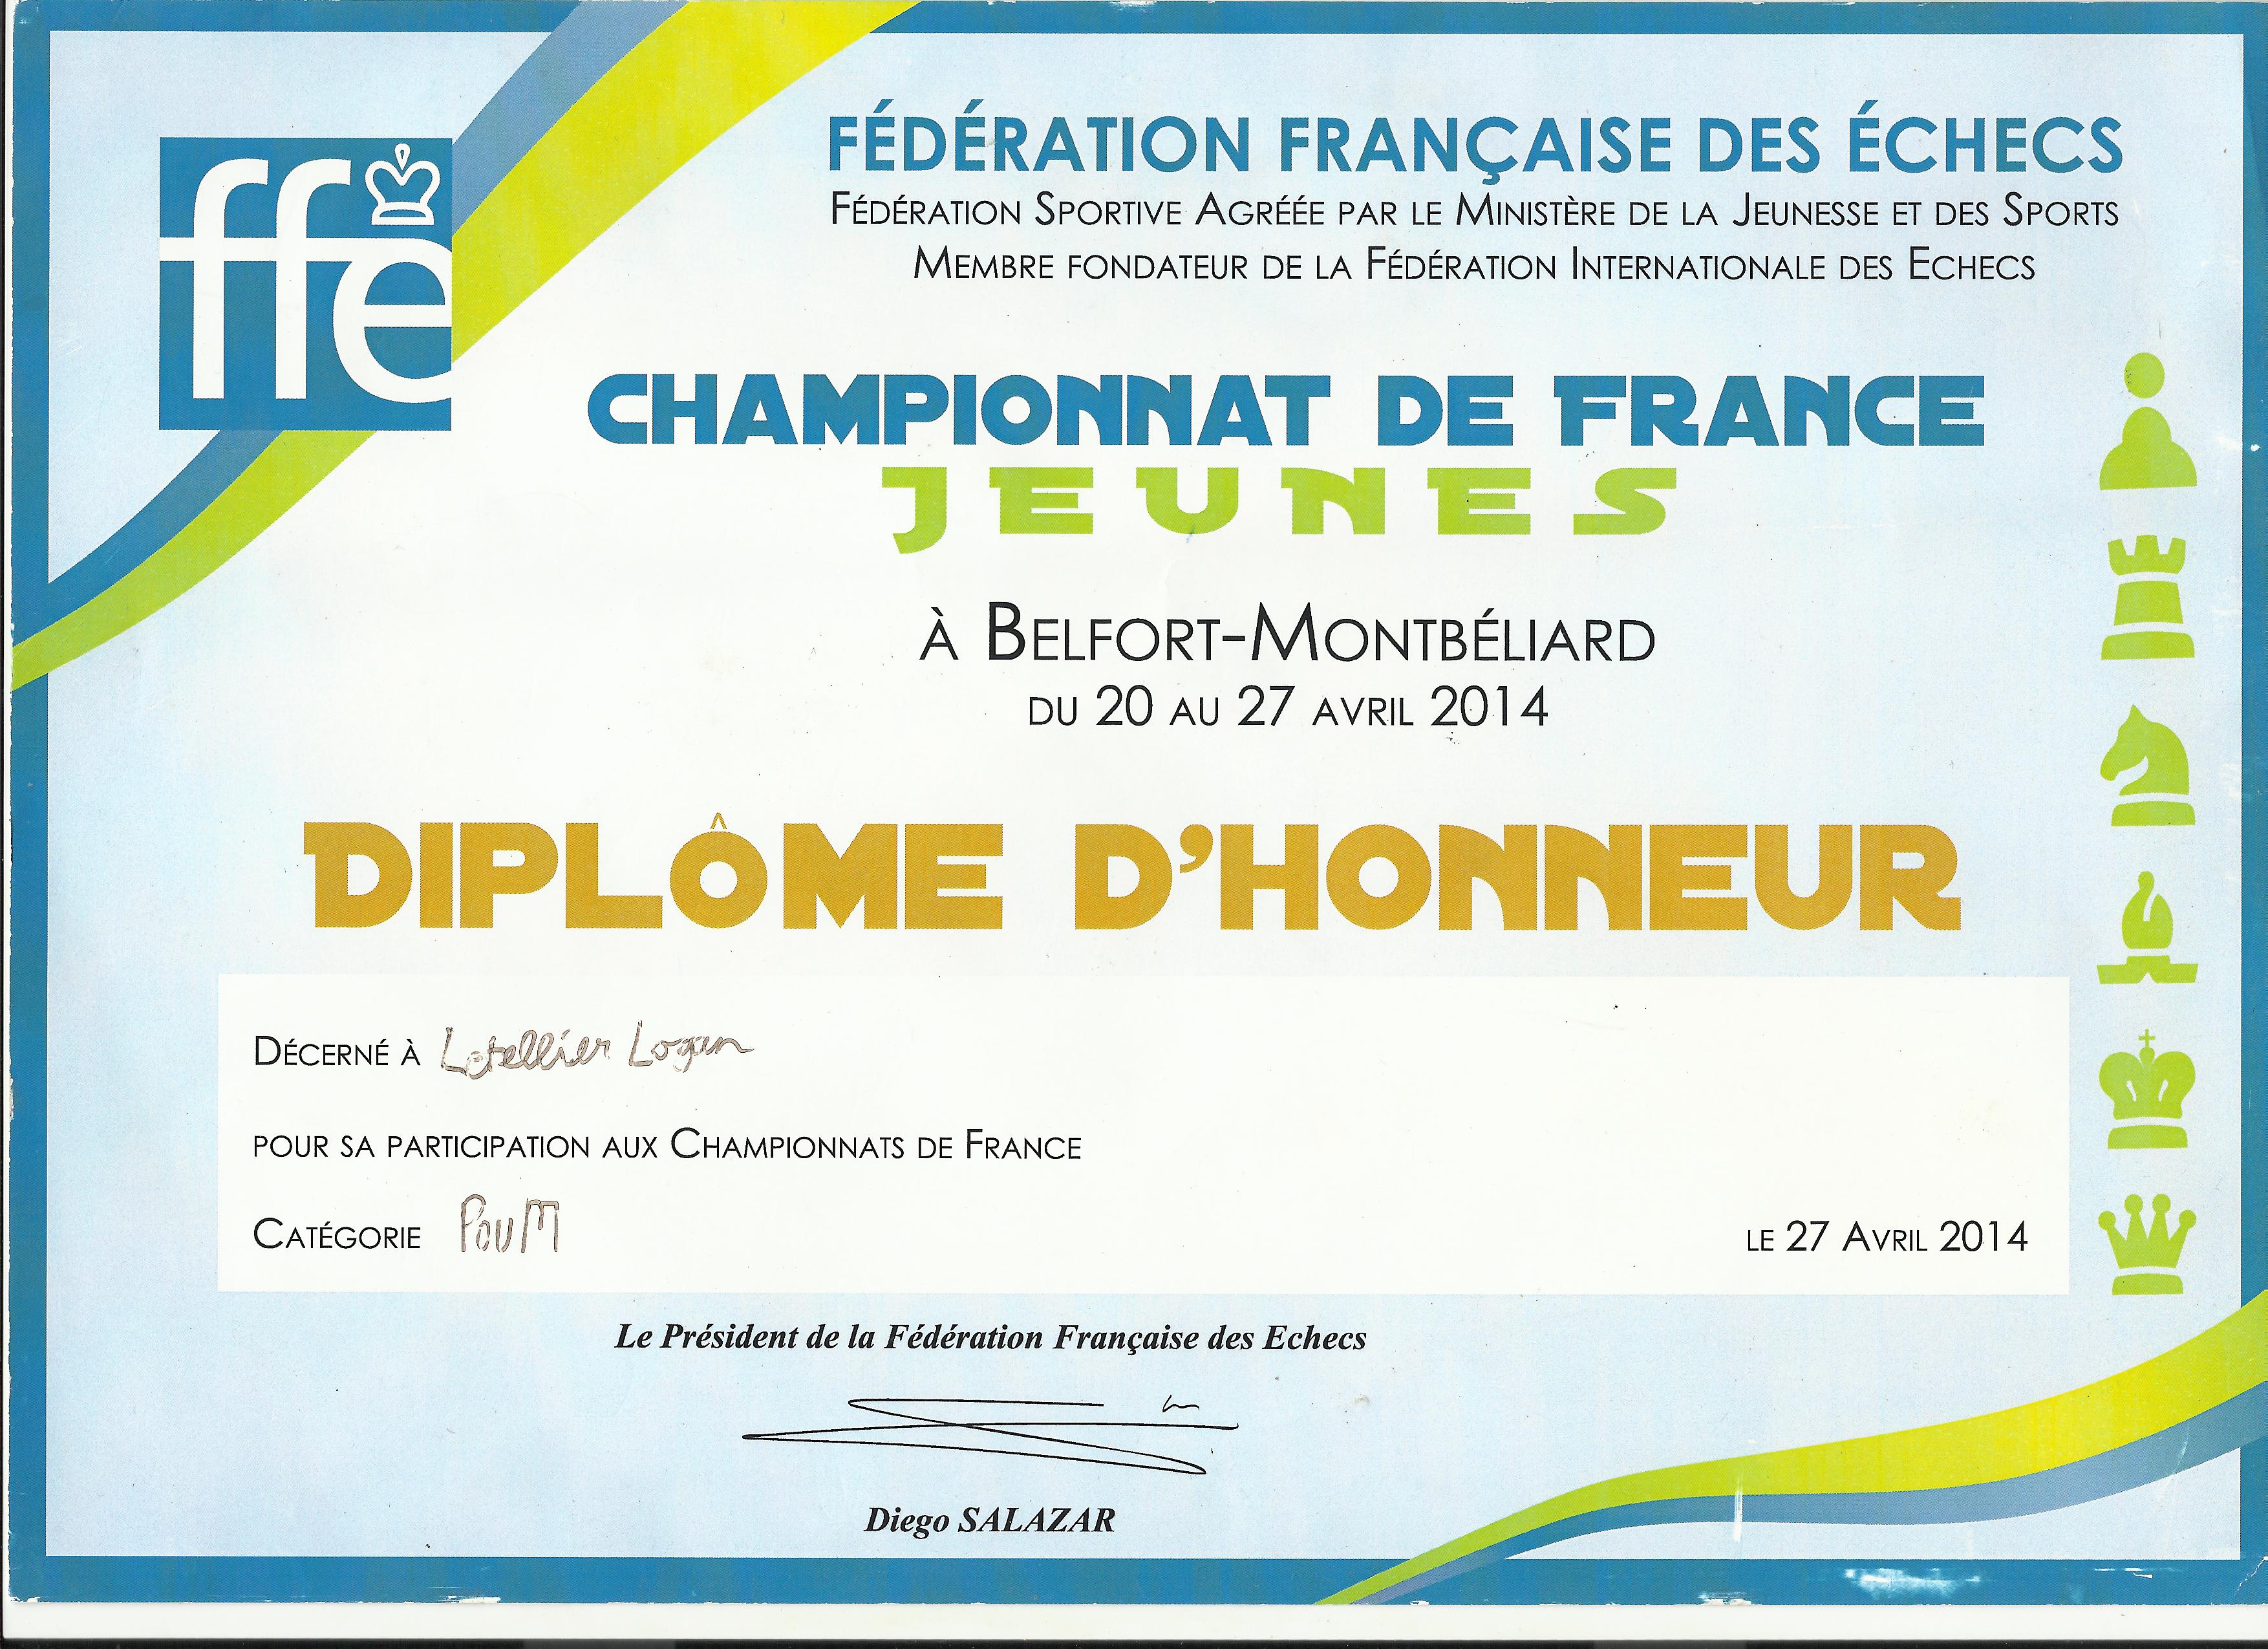 ffe
FÉDÉRATION FRANÇAISE DES ÉCHECS
FÉDÉRATION SPORTIVE AGRÉÉE PAR LE MINISTÈRE DE LA JEUNESSE ET DES SPORTS
MEMBRE FONDATEUR DE LA FÉDÉRATION INTERNATIONALE DES ECHECS
CHAMPIONNAT DE FRANCE
JEUNES
À BELFORT-MONTBÉLIARD
DU 20 AU 27 AVRIL 2014
DIPLÔME D'HONNEUR
DÉCERNÉ À Letellier Logan
POUR SA PARTICIPATION AUX CHAMPIONNATS DE FRANCE
CATÉGORIE PouM
LE 27 AVRIL 2014
Le Président de la Fédération Française des Echecs
Diego SALAZAR